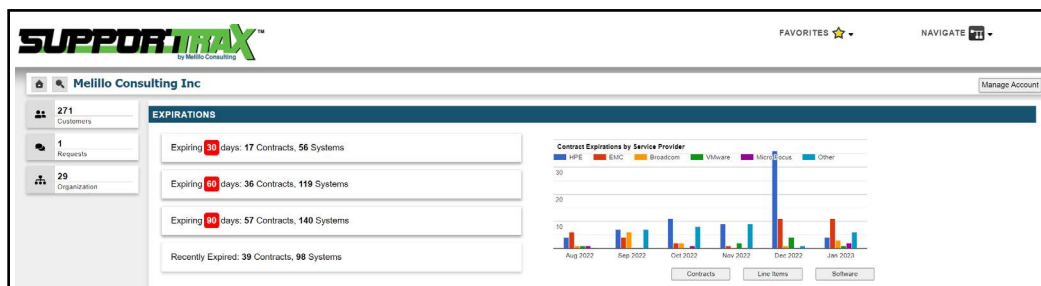 SUPPORTTRAX™
by Melillo Consulting
FAVORITES
NAVIGATE
Melillo Consulting Inc
Manage Account
271
Customers
1
Requests
29
Organization
EXPIRATIONS
Expiring 30 days: 17 Contracts, 56 Systems
Expiring 60 days: 36 Contracts, 119 Systems
Expiring 90 days: 57 Contracts, 140 Systems
Recently Expired: 39 Contracts, 98 Systems
Contract Expirations by Service Provider
HPE EMC Broadcom VMware Micro Focus Other
30
20
10
Aug 2022 Sep 2022 Oct 2022 Nov 2022 Dec 2022 Jan 2023
Contracts Line Items Software